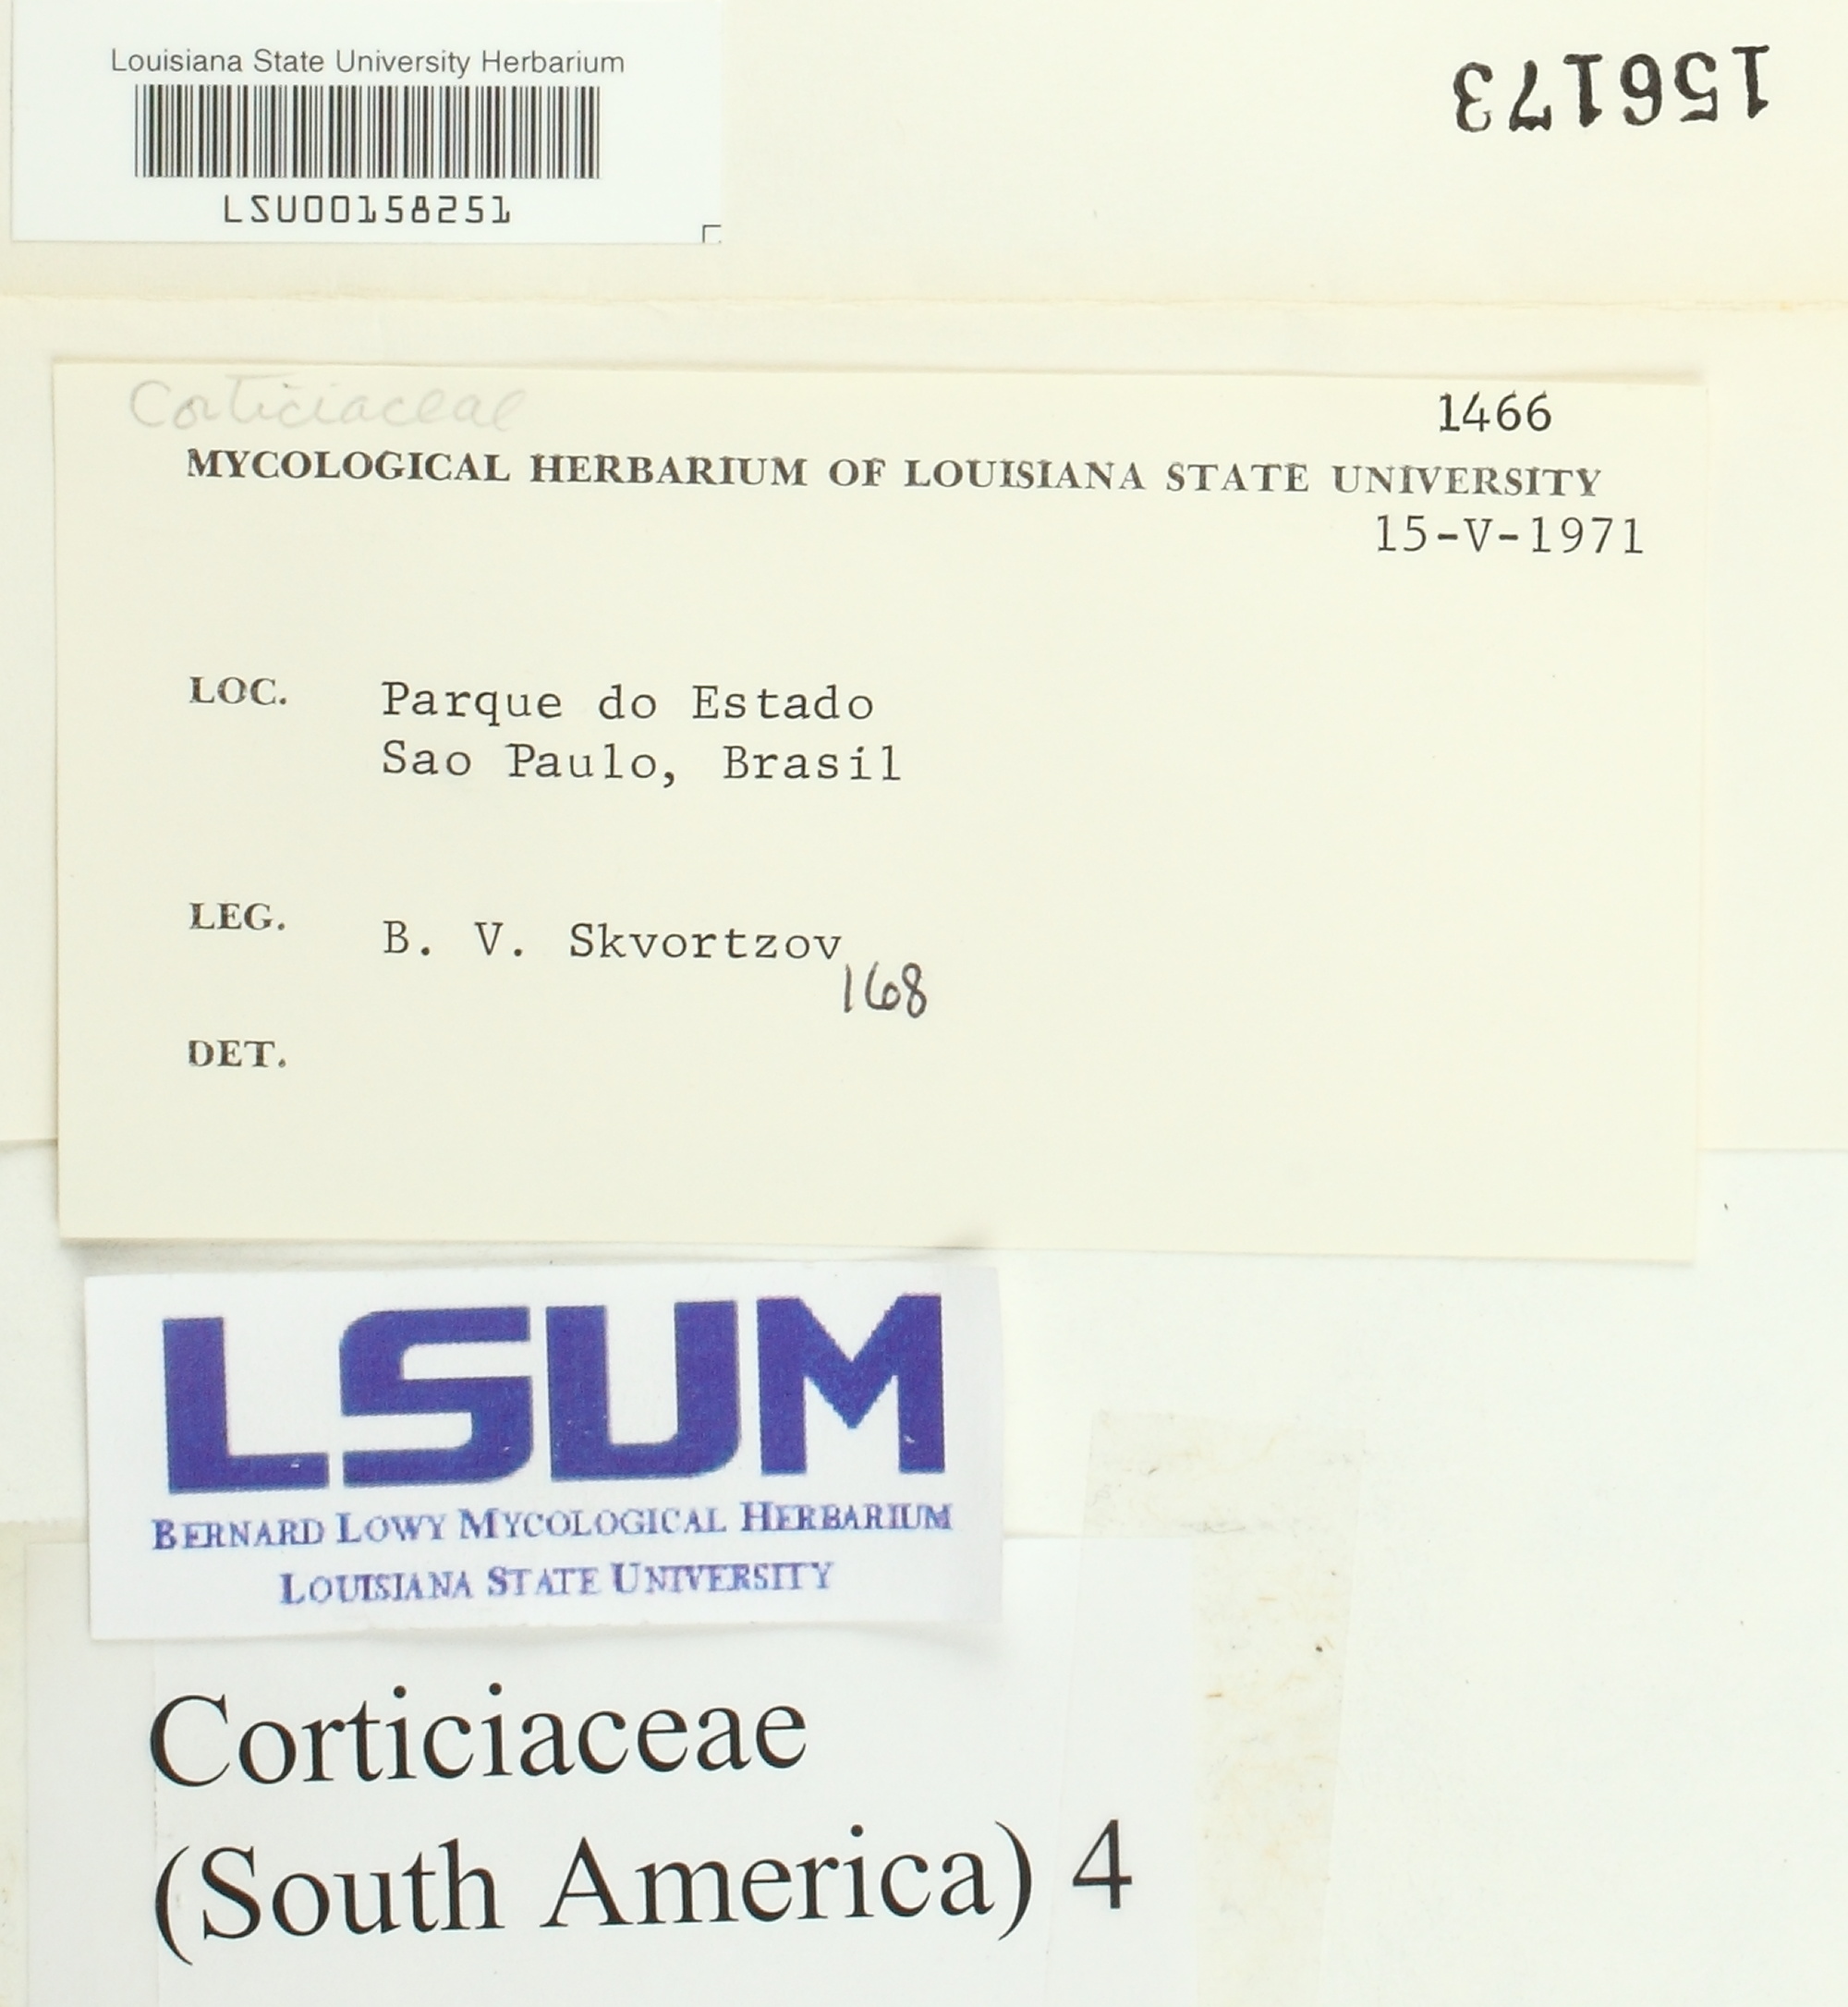 Louisiana State University Herbarium
LSU00158251
156173
Corticiaceae
1466
MYCOLOGICAL HERBARIUM OF LOUISIANA STATE UNIVERSITY
15-V-1971
LOC. Parque do Estado
Sao Paulo, Brasil
LEG. B. V. Skvortzov
168
DET.
LSUM
BERNARD LOWY MYCOLOGICAL HERBARIUM
LOUISIANA STATE UNIVERSITY
Corticiaceae
(South America) 4